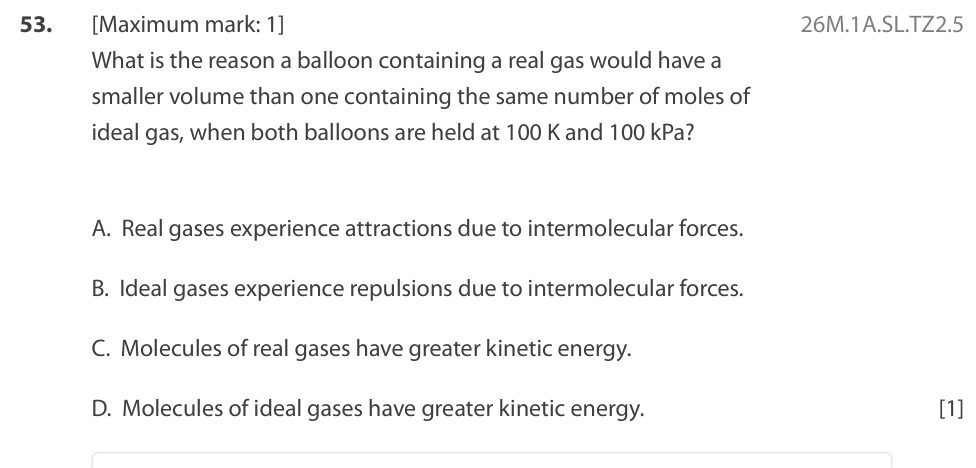 53. [Maximum mark: 1] 26M.1A.SL.TZ2.5
What is the reason a balloon containing a real gas would have a
smaller volume than one containing the same number of moles of
ideal gas, when both balloons are held at 100 K and 100 kPa?
A. Real gases experience attractions due to intermolecular forces.
B. Ideal gases experience repulsions due to intermolecular forces.
C. Molecules of real gases have greater kinetic energy.
D. Molecules of ideal gases have greater kinetic energy. [1]